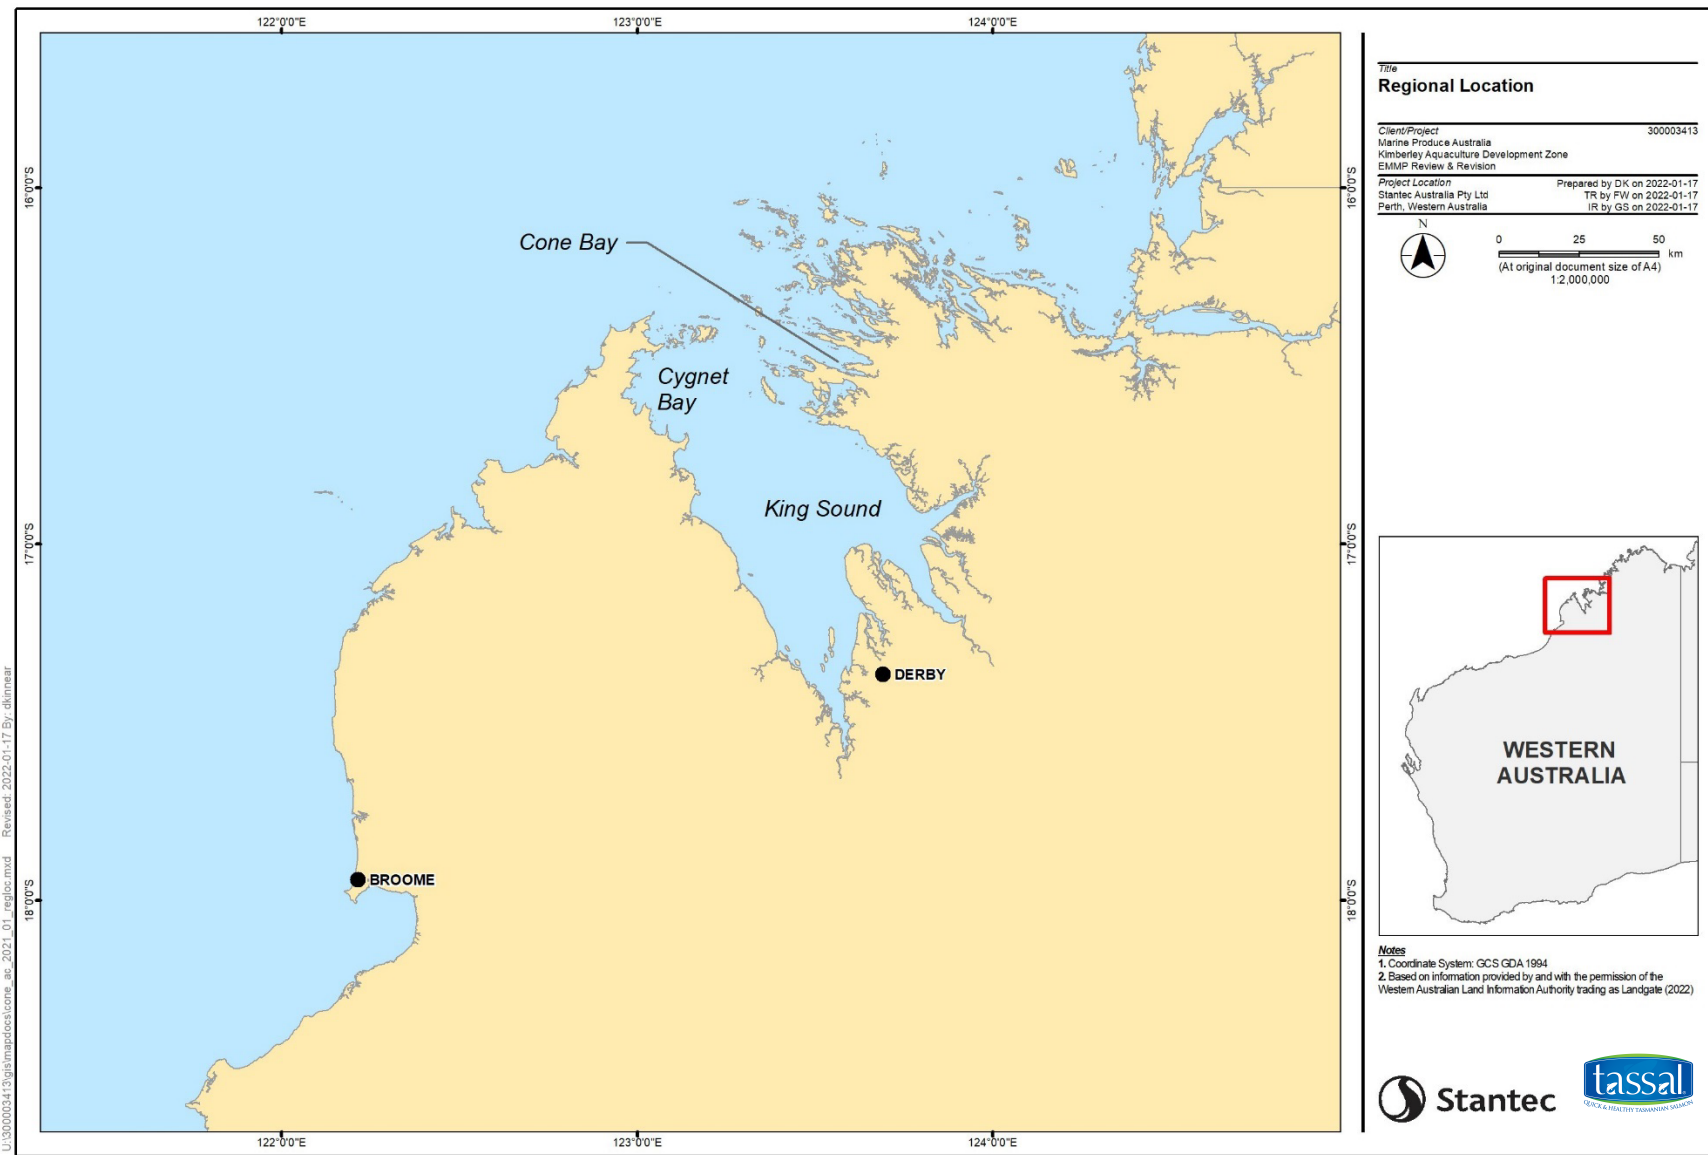 122°0'0"E
123°0'0"E
124°0'0"E
16°0'0"S
16°0'0"S
17°0'0"S
17°0'0"S
18°0'0"S
18°0'0"S
122°0'0"E
123°0'0"E
124°0'0"E
Cone Bay
Cygnet
Bay
King Sound
DERBY
BROOME
U:\300003413\gis\mapdocs\cone_ac_2021_01_regloc.mxd Revised: 2022-01-17 By: dkinnear
Title
Regional Location
Client/Project 300003413
Marine Produce Australia
Kimberley Aquaculture Development Zone
EMMP Review & Revision
Project Location Prepared by DK on 2022-01-17
Stantec Australia Pty Ltd TR by FW on 2022-01-17
Perth, Western Australia IR by GS on 2022-01-17
N
0 25 50
km
(At original document size of A4)
1:2,000,000
WESTERN
AUSTRALIA
Notes
1. Coordinate System: GCS GDA 1994
2. Based on information provided by and with the permission of the
Western Australian Land Information Authority trading as Landgate (2022)
Stantec
tassal
QUICK & HEALTHY TASMANIAN SALMON